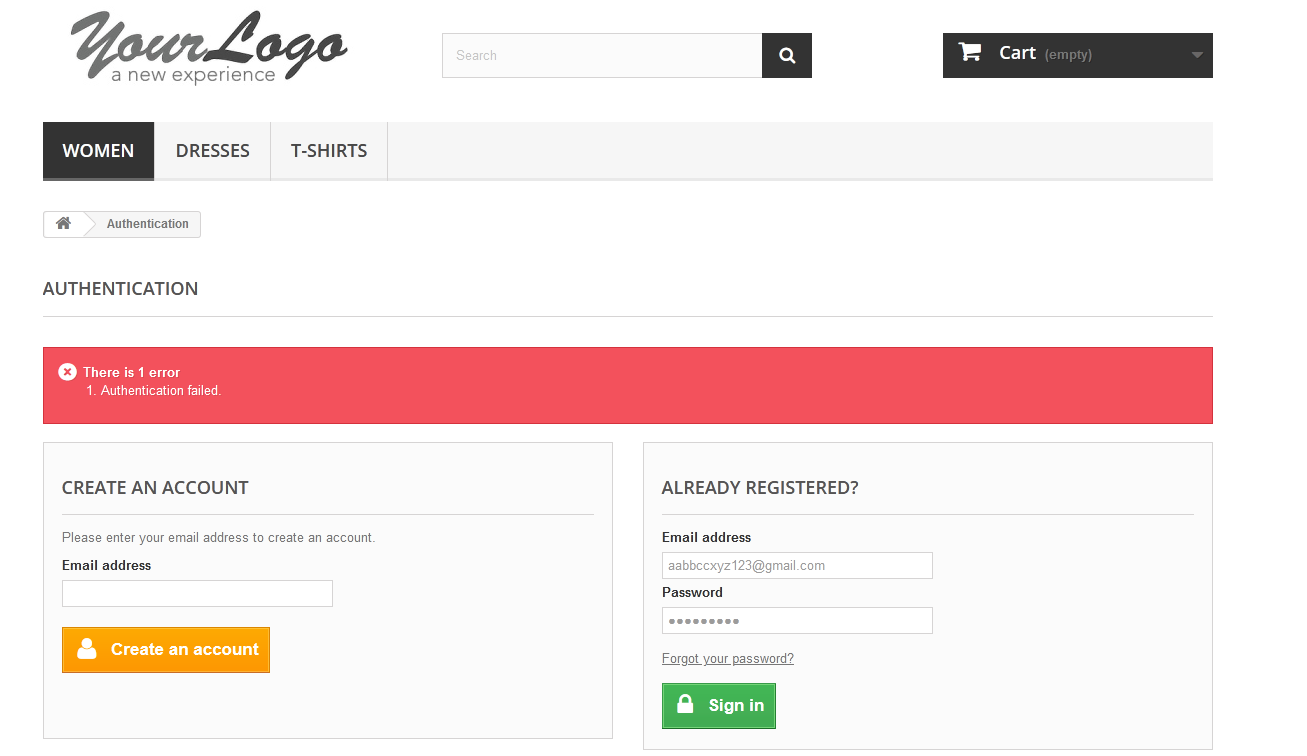 YourLogo
a new experience
Search
Cart (empty)
WOMEN DRESSES T-SHIRTS
Authentication
AUTHENTICATION
There is 1 error
1. Authentication failed.
CREATE AN ACCOUNT
Please enter your email address to create an account.
Email address
Create an account
ALREADY REGISTERED?
Email address
aabbccxyz123@gmail.com
Password
●●●●●●●●●
Forgot your password?
Sign in